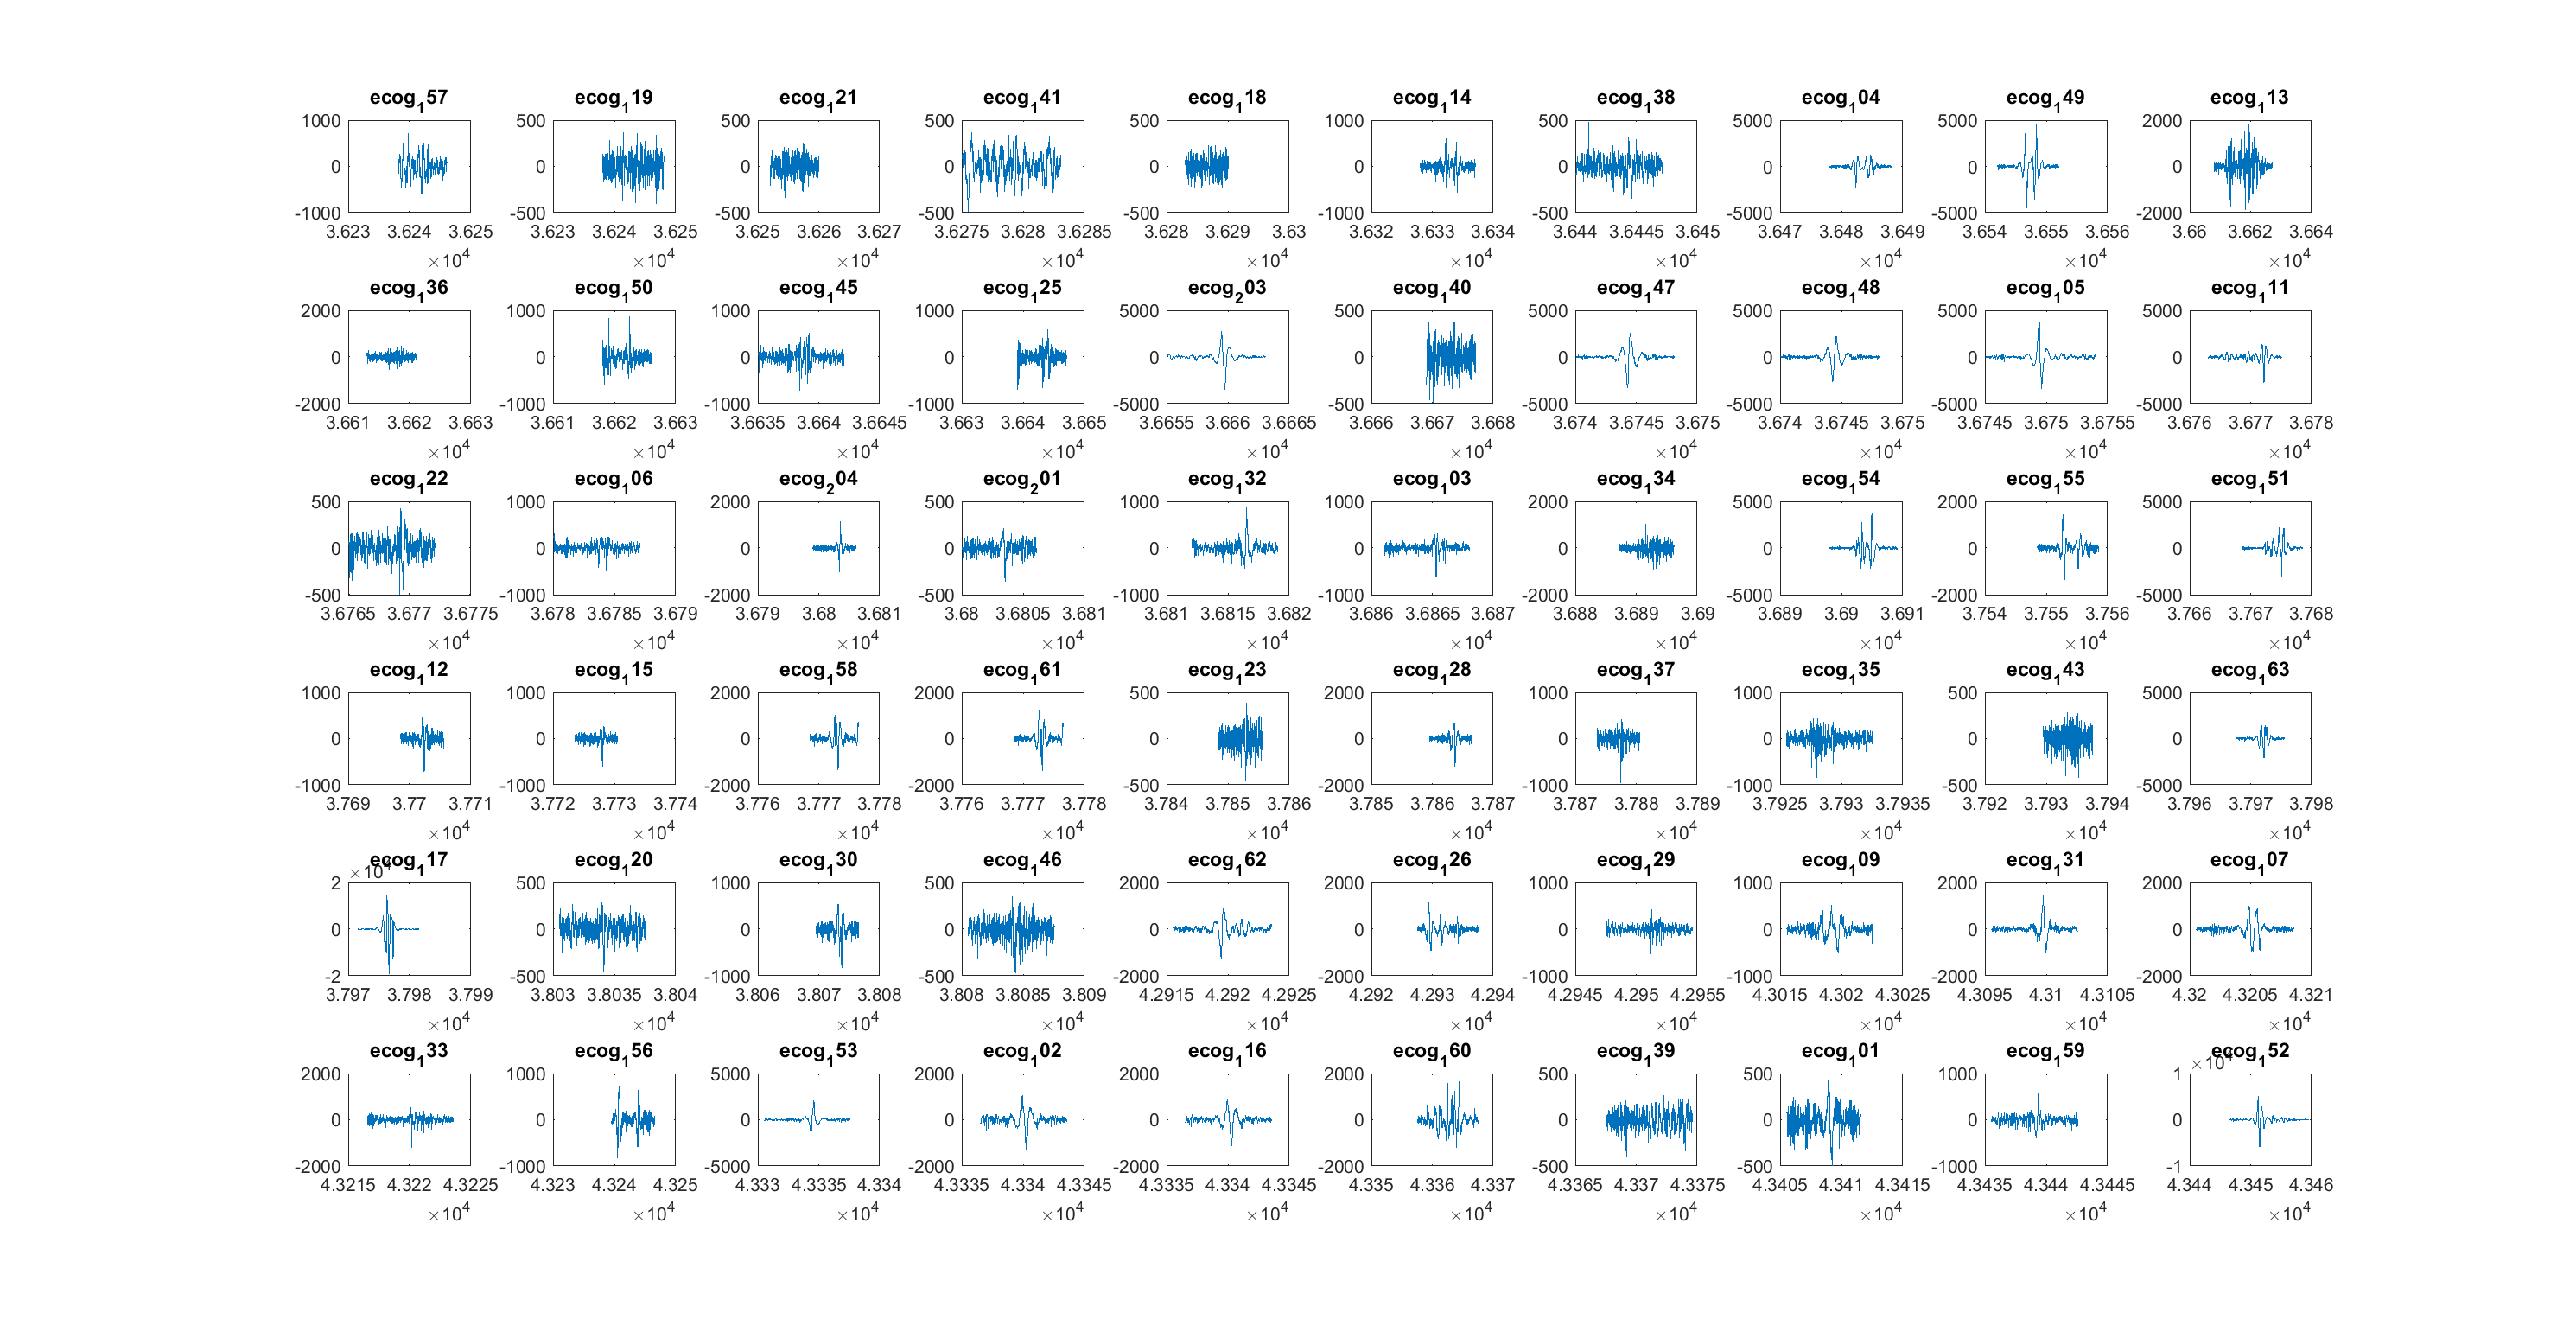 ecog₁57 ecog₁19 ecog₁21 ecog₁41 ecog₁18 ecog₁14 ecog₁38 ecog₁04 ecog₁49 ecog₁13
1000 500 500 500 500 1000 500 5000 5000 2000
0 0 0 0 0 0 0 0 0 0
-1000 -500 -500 -500 -500 -1000 -500 -5000 -5000 -2000
3.623 3.624 3.625 3.623 3.624 3.625 3.625 3.626 3.627 3.6275 3.628 3.6285 3.628 3.629 3.63 3.632 3.633 3.634 3.644 3.6445 3.645 3.647 3.648 3.649 3.654 3.655 3.656 3.66 3.662 3.664
×10⁴ ×10⁴ ×10⁴ ×10⁴ ×10⁴ ×10⁴ ×10⁴ ×10⁴ ×10⁴ ×10⁴
ecog₁36 ecog₁50 ecog₁45 ecog₁25 ecog₂03 ecog₁40 ecog₁47 ecog₁48 ecog₁05 ecog₁11
2000 1000 1000 1000 5000 500 5000 5000 5000 5000
0 0 0 0 0 0 0 0 0 0
-2000 -1000 -1000 -1000 -5000 -500 -5000 -5000 -5000 -5000
3.661 3.662 3.663 3.661 3.662 3.663 3.6635 3.664 3.6645 3.663 3.664 3.665 3.6655 3.666 3.6665 3.666 3.667 3.668 3.674 3.6745 3.675 3.674 3.6745 3.675 3.6745 3.675 3.6755 3.676 3.677 3.678
×10⁴ ×10⁴ ×10⁴ ×10⁴ ×10⁴ ×10⁴ ×10⁴ ×10⁴ ×10⁴ ×10⁴
ecog₁22 ecog₁06 ecog₂04 ecog₂01 ecog₁32 ecog₁03 ecog₁34 ecog₁54 ecog₁55 ecog₁51
500 1000 2000 500 1000 1000 2000 5000 2000 5000
0 0 0 0 0 0 0 0 0 0
-500 -1000 -2000 -500 -1000 -1000 -2000 -5000 -2000 -5000
3.6765 3.677 3.6775 3.678 3.6785 3.679 3.679 3.68 3.681 3.68 3.6805 3.681 3.681 3.6815 3.682 3.686 3.6865 3.687 3.688 3.689 3.69 3.689 3.69 3.691 3.754 3.755 3.756 3.766 3.767 3.768
×10⁴ ×10⁴ ×10⁴ ×10⁴ ×10⁴ ×10⁴ ×10⁴ ×10⁴ ×10⁴ ×10⁴
ecog₁12 ecog₁15 ecog₁58 ecog₁61 ecog₁23 ecog₁28 ecog₁37 ecog₁35 ecog₁43 ecog₁63
1000 1000 2000 2000 500 2000 1000 1000 500 5000
0 0 0 0 0 0 0 0 0 0
-1000 -1000 -2000 -2000 -500 -2000 -1000 -1000 -500 -5000
3.769 3.77 3.771 3.772 3.773 3.774 3.776 3.777 3.778 3.776 3.777 3.778 3.784 3.785 3.786 3.785 3.786 3.787 3.787 3.788 3.789 3.7925 3.793 3.7935 3.792 3.793 3.794 3.796 3.797 3.798
×10⁴ ×10⁴ ×10⁴ ×10⁴ ×10⁴ ×10⁴ ×10⁴ ×10⁴ ×10⁴ ×10⁴
ecog₁17 ecog₁20 ecog₁30 ecog₁46 ecog₁62 ecog₁26 ecog₁29 ecog₁09 ecog₁31 ecog₁07
×10⁴
2 500 1000 500 2000 2000 1000 1000 2000 2000
0 0 0 0 0 0 0 0 0 0
-2 -500 -1000 -500 -2000 -2000 -1000 -1000 -2000 -2000
3.797 3.798 3.799 3.803 3.8035 3.804 3.806 3.807 3.808 3.808 3.8085 3.809 4.2915 4.292 4.2925 4.292 4.293 4.294 4.2945 4.295 4.2955 4.3015 4.302 4.3025 4.3095 4.31 4.3105 4.32 4.3205 4.321
×10⁴ ×10⁴ ×10⁴ ×10⁴ ×10⁴ ×10⁴ ×10⁴ ×10⁴ ×10⁴ ×10⁴
ecog₁33 ecog₁56 ecog₁53 ecog₁02 ecog₁16 ecog₁60 ecog₁39 ecog₁01 ecog₁59 ecog₁52
×10⁴
2000 1000 5000 2000 2000 2000 500 500 1000 1
0 0 0 0 0 0 0 0 0 0
-2000 -1000 -5000 -2000 -2000 -2000 -500 -500 -1000 -1
4.3215 4.322 4.3225 4.323 4.324 4.325 4.333 4.3335 4.334 4.3335 4.334 4.3345 4.3335 4.334 4.3345 4.335 4.336 4.337 4.3365 4.337 4.3375 4.3405 4.341 4.3415 4.3435 4.344 4.3445 4.344 4.345 4.346
×10⁴ ×10⁴ ×10⁴ ×10⁴ ×10⁴ ×10⁴ ×10⁴ ×10⁴ ×10⁴ ×10⁴